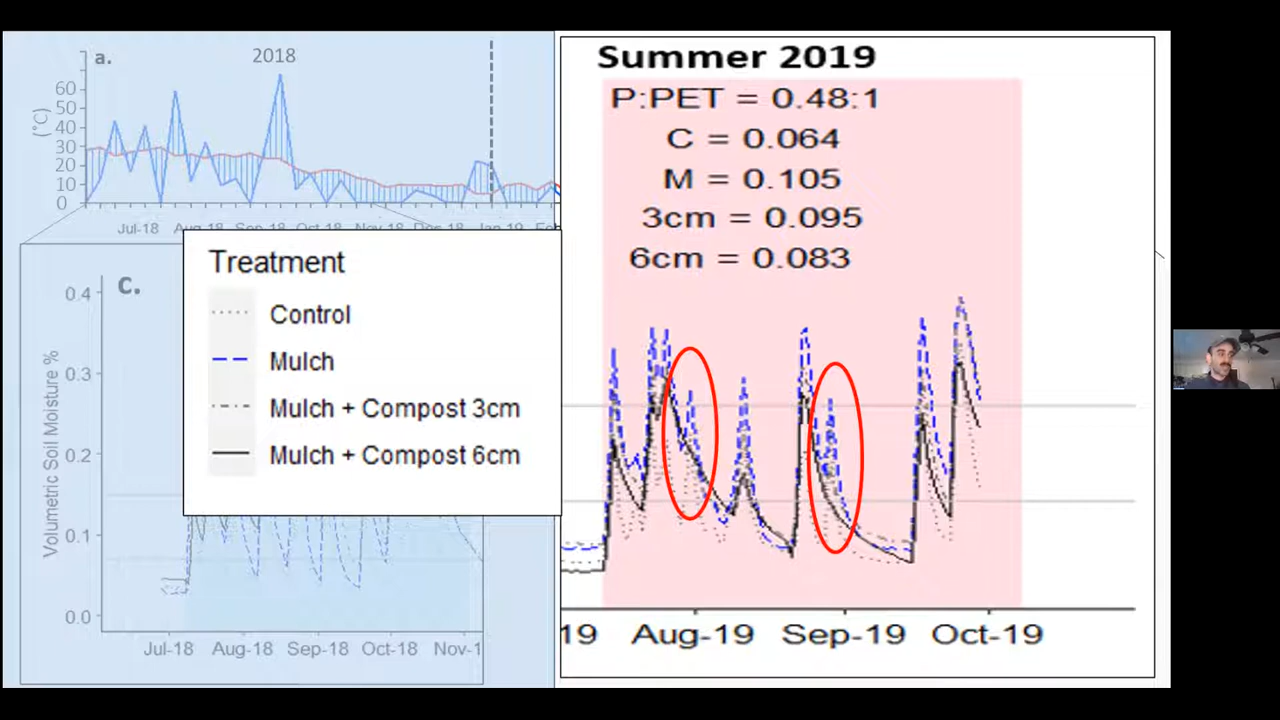 a.
2018
60
50
40
30
20
10
0
(°C)
Jul-18 Aug-18 Sep-18 Oct-18 Nov-18 Dec-18 Jan-19
Summer 2019
P:PET = 0.48:1
C = 0.064
M = 0.105
3cm = 0.095
6cm = 0.083
Treatment
Control
Mulch
Mulch + Compost 3cm
Mulch + Compost 6cm
c.
Volumetric Soil Moisture %
0.4
0.3
0.2
0.1
0.0
Jul-18 Aug-18 Sep-18 Oct-18 Nov-1
19 Aug-19 Sep-19 Oct-19